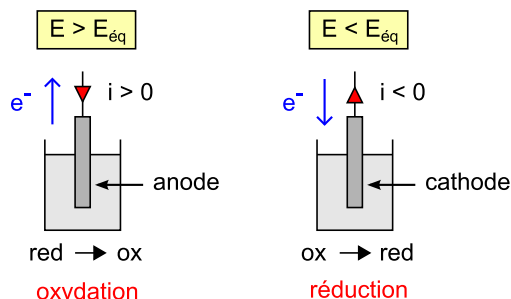 E > Eéq
E < Eéq
e-
i > 0
e-
i < 0
anode
cathode
red → ox
ox → red
oxydation
réduction